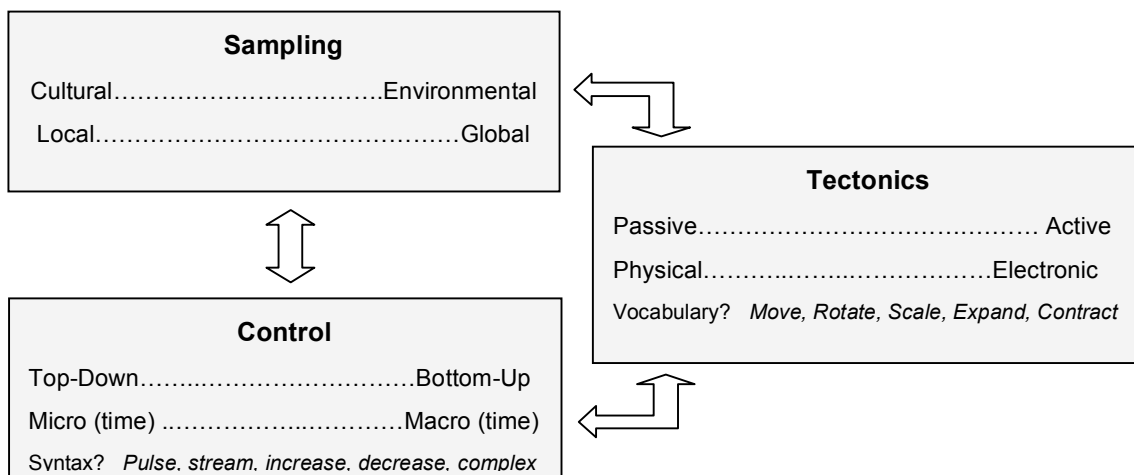 Sampling
Cultural……………………………….Environmental
Local……………..………………………Global
Tectonics
Passive……………………………….……… Active
Physical………..……..………………Electronic
Vocabulary?   Move, Rotate, Scale, Expand, Contract
Control
Top-Down……..………………………Bottom-Up
Micro (time) ..……………..……………Macro (time)
Syntax?   Pulse, stream, increase, decrease, complex